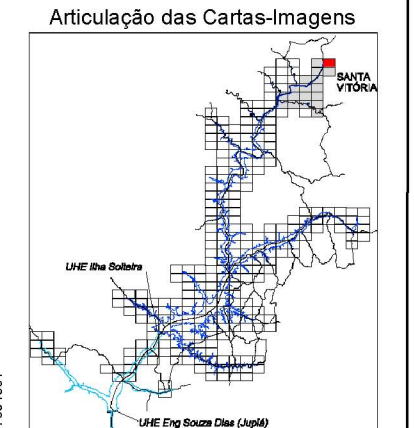 Articulação das Cartas-Imagens
SANTA
VITÓRIA
UHE Ilha Solteira
UHE Eng Souza Dias (Jupiá)